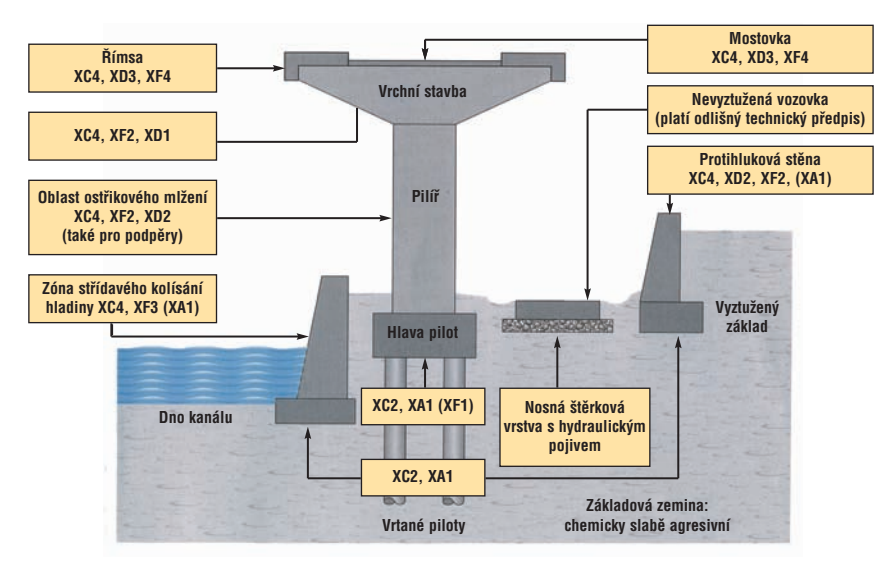 Římsa
XC4, XD3, XF4
Mostovka
XC4, XD3, XF4
Vrchní stavba
Nevyztužená vozovka
(platí odlišný technický předpis)
XC4, XF2, XD1
Protihluková stěna
XC4, XD2, XF2, (XA1)
Oblast ostřikového mlžení
XC4, XF2, XD2
(také pro podpěry)
Pilíř
Zóna střídavého kolísání
hladiny XC4, XF3 (XA1)
Vyztužený
základ
Hlava pilot
Dno kanálu
XC2, XA1 (XF1)
Nosná štěrková
vrstva s hydraulickým
pojivem
XC2, XA1
Základová zemina:
chemicky slabě agresivní
Vrtané piloty